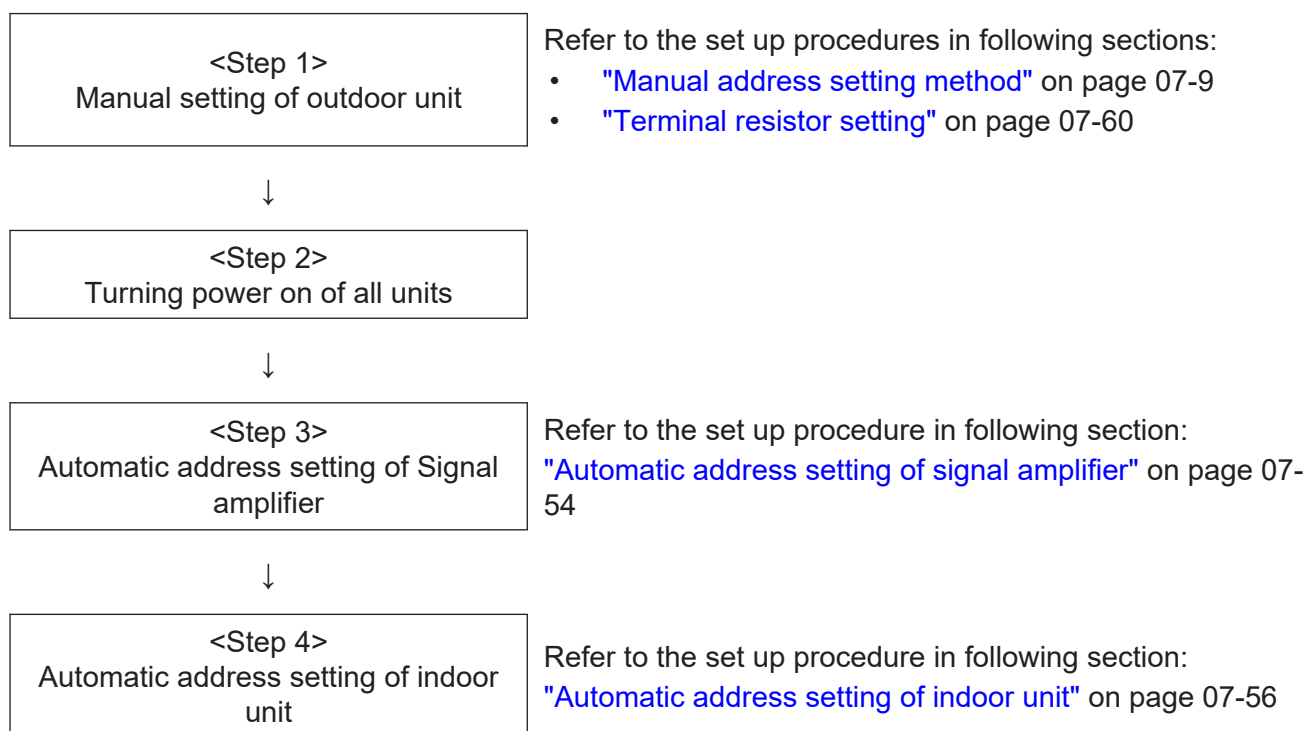 <Step 1>
Manual setting of outdoor unit
Refer to the set up procedures in following sections:
• "Manual address setting method" on page 07-9
• "Terminal resistor setting" on page 07-60
↓
<Step 2>
Turning power on of all units
↓
<Step 3>
Automatic address setting of Signal
amplifier
Refer to the set up procedure in following section:
"Automatic address setting of signal amplifier" on page 07-
54
↓
<Step 4>
Automatic address setting of indoor
unit
Refer to the set up procedure in following section:
"Automatic address setting of indoor unit" on page 07-56